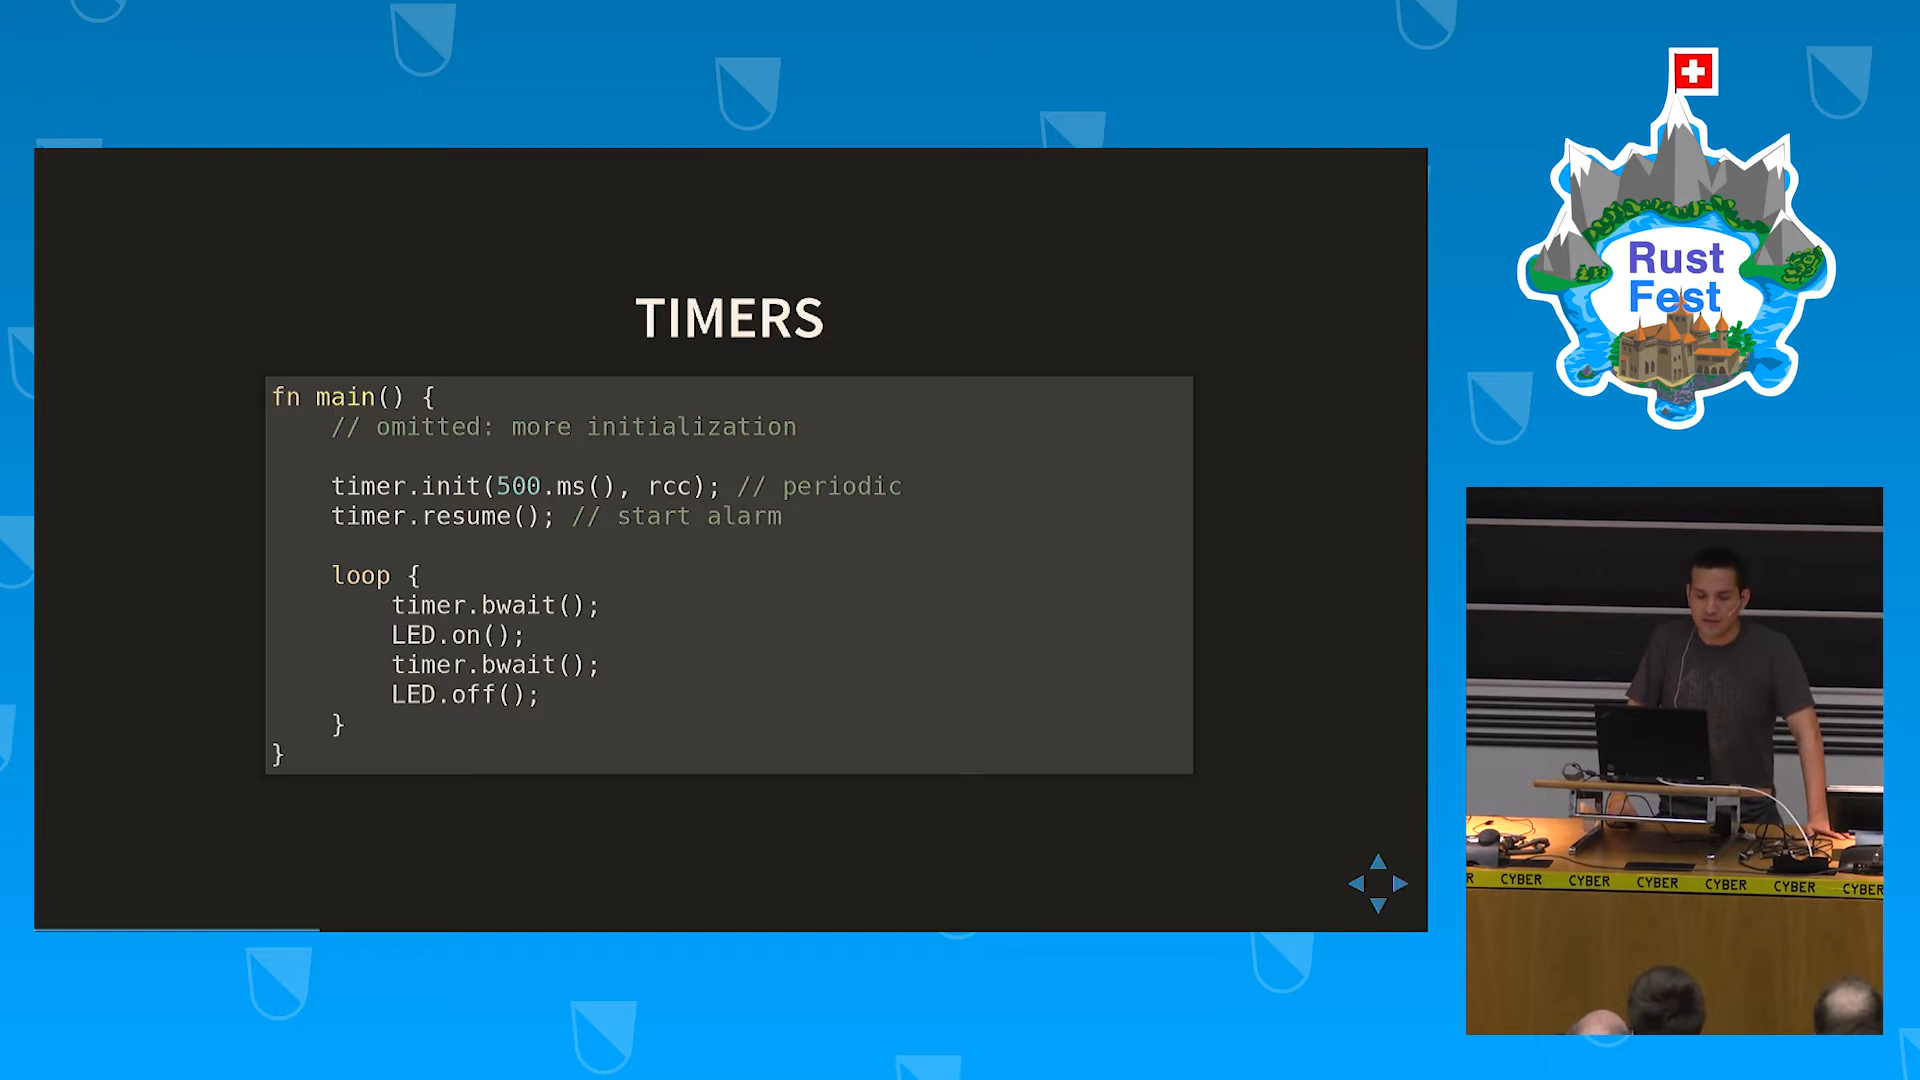 TIMERS
fn main() {
    // omitted: more initialization

    timer.init(500.ms(), rcc); // periodic
    timer.resume(); // start alarm

    loop {
        timer.bwait();
        LED.on();
        timer.bwait();
        LED.off();
    }
}
Rust
Fest
R CYBER CYBER CYBER CYBER CYBER CYBER